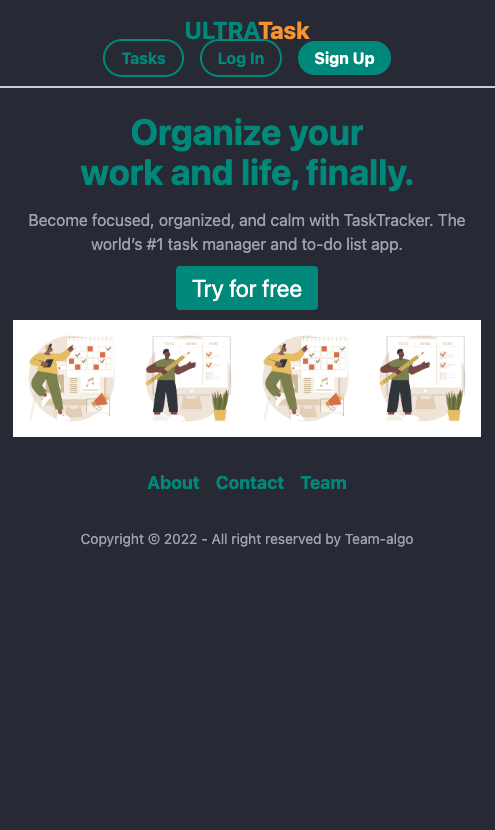 ULTRATask
Tasks Log In Sign Up
Organize your
work and life, finally.
Become focused, organized, and calm with TaskTracker. The
world’s #1 task manager and to-do list app.
Try for free
About Contact Team
Copyright © 2022 - All right reserved by Team-algo